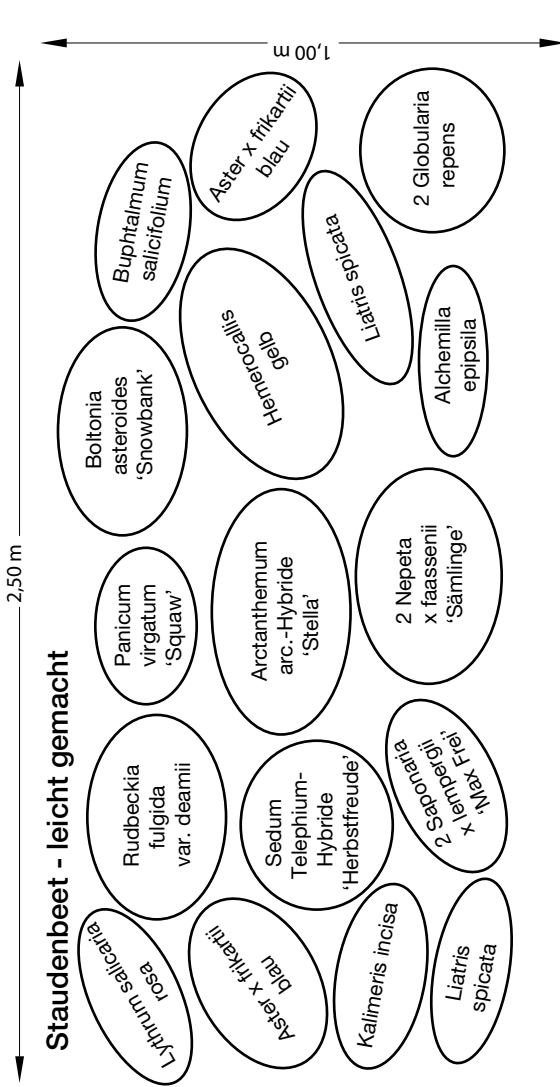 2,50 m
1,00 m
Staudenbeet - leicht gemacht
Lythrum salicaria
rosa
Rudbeckia
fulgida
var. deamii
Panicum
virgatum
‘Squaw’
Boltonia
asteroides
‘Snowbank’
Buphtalmum
salicifolium
Aster x frikartii
blau
Sedum
Telephium-
Hybride
‘Herbstfreude’
Arctanthemum
arc.-Hybride
‘Stella’
Hemerocallis
gelb
Aster x frikartii
blau
Kalimeris incisa
Liatris
spicata
2 Saponaria
x lempergii
‘Max Frei’
2 Nepeta
x faassenii
‘Sämlinge’
Alchemilla
epipsila
Liatris spicata
2 Globularia
repens